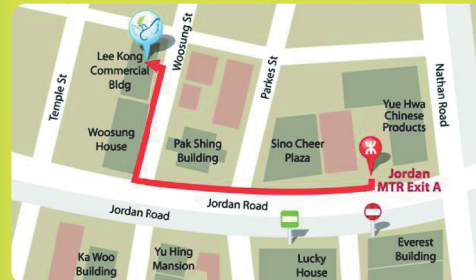 Temple St
Woosung St
Parkes St
Nathan Road
Lee Kong
Commercial
Bldg
Woosung
House
Pak Shing
Building
Sino Cheer
Plaza
Yue Hwa
Chinese
Products
Jordan
MTR Exit A
Jordan Road
Jordan Road
Ka Woo
Building
Yu Hing
Mansion
Lucky
House
Everest
Building